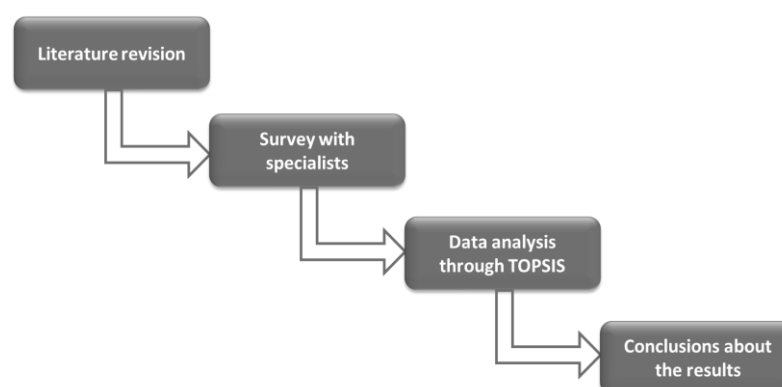 Literature revision
Survey with
specialists
Data analysis
through TOPSIS
Conclusions about
the results